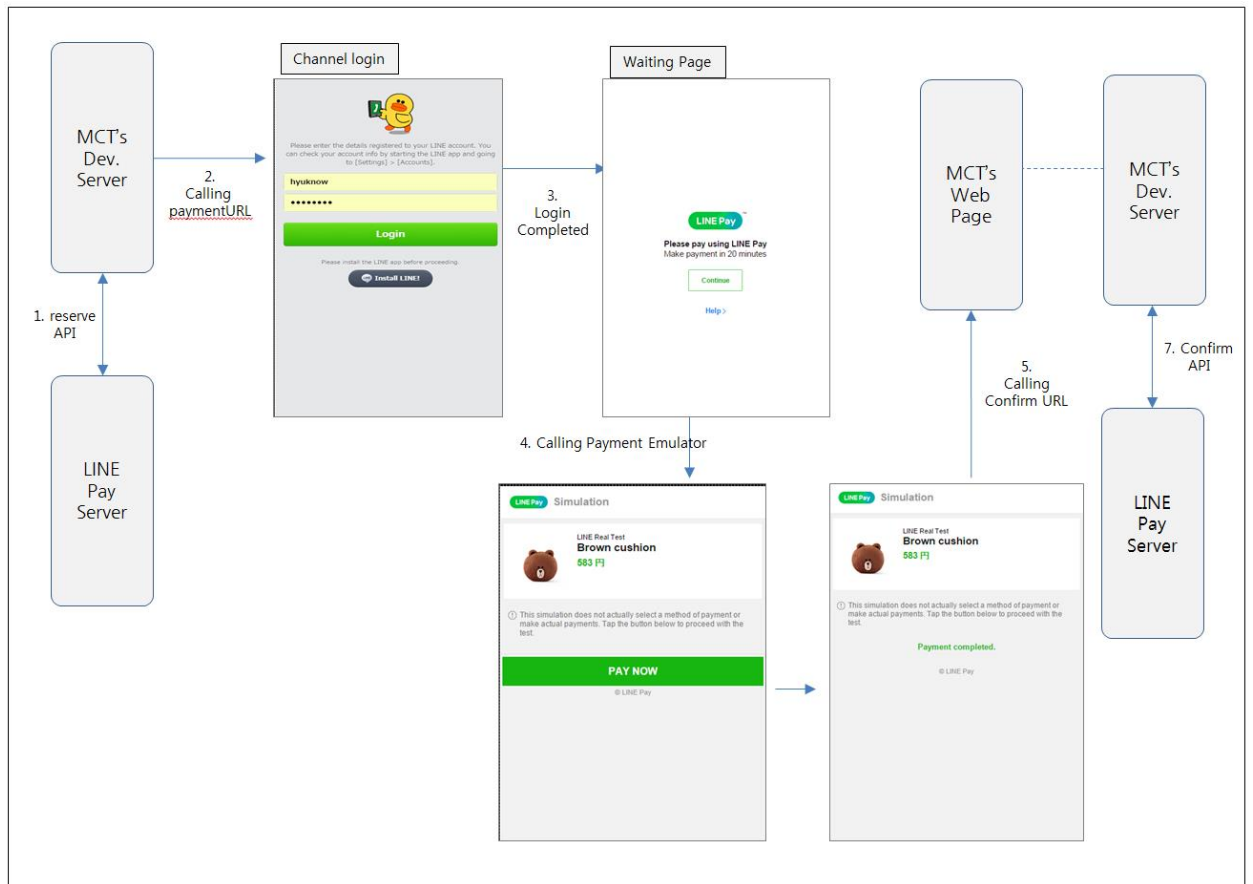 Channel login
Waiting Page
MCT's
Dev.
Server
2.
Calling
paymentURL
Please enter the details registered to your LINE account. You
can check your account info by starting the LINE app and going
to [Settings] > [Accounts].
hyuknow
••••••••
Login
Please install the LINE app before proceeding.
LINE
Install LINE!
3.
Login
Completed
LINE Pay
™
Please pay using LINE Pay
Make payment in 20 minutes
Continue
Help >
MCT's
Web
Page
MCT's
Dev.
Server
1. reserve
API
LINE
Pay
Server
4. Calling Payment Emulator
5.
Calling
Confirm URL
7. Confirm
API
LINE
Pay
Server
LINE Pay Simulation
LINE Real Test
Brown cushion
583 円
This simulation does not actually select a method of payment or
make actual payments. Tap the button below to proceed with the
test.
PAY NOW
© LINE Pay
LINE Pay Simulation
LINE Real Test
Brown cushion
583 円
This simulation does not actually select a method of payment or
make actual payments. Tap the button below to proceed with the
test.
Payment completed.
© LINE Pay